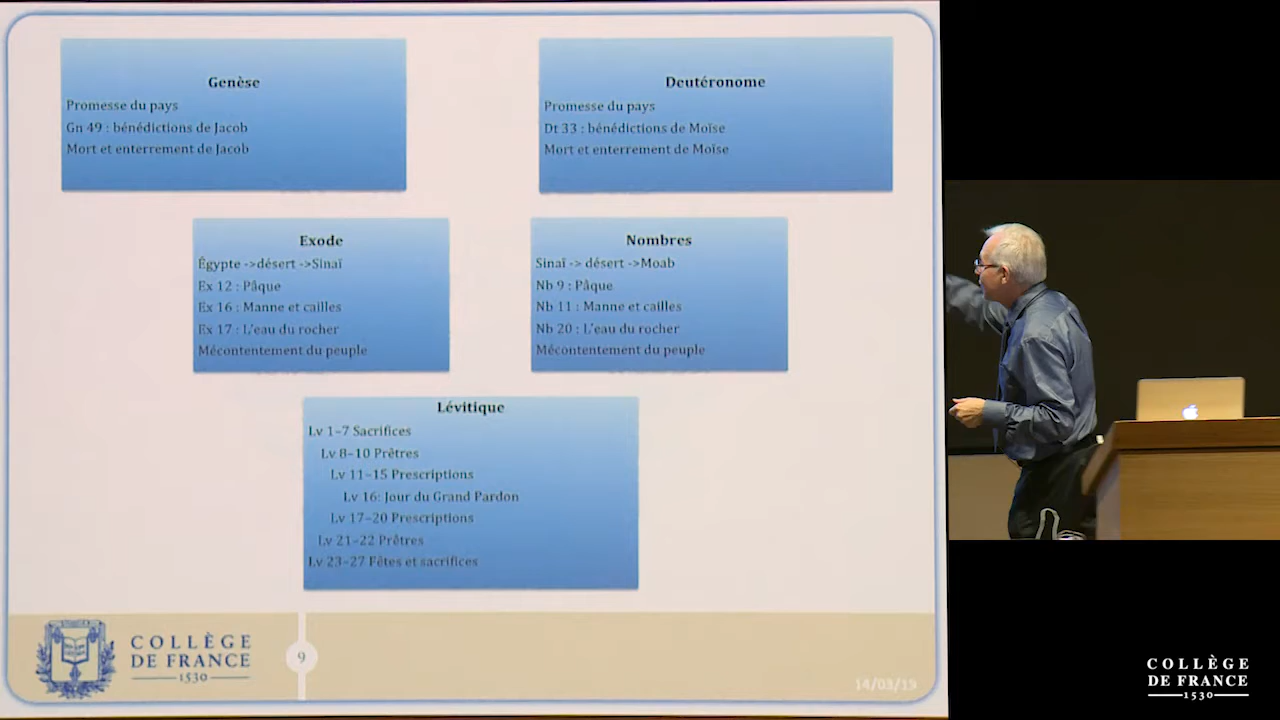 Genèse
Promesse du pays
Gn 49 : bénédictions de Jacob
Mort et enterrement de Jacob
Deutéronome
Promesse du pays
Dt 33 : bénédictions de Moïse
Mort et enterrement de Moïse
Exode
Égypte ->désert ->Sinaï
Ex 12 : Pâque
Ex 16 : Manne et cailles
Ex 17 : L'eau du rocher
Mécontentement du peuple
Nombres
Sinaï -> désert ->Moab
Nb 9 : Pâque
Nb 11 : Manne et cailles
Nb 20 : L'eau du rocher
Mécontentement du peuple
Lévitique
Lv 1–7 Sacrifices
Lv 8–10 Prêtres
Lv 11–15 Prescriptions
Lv 16: Jour du Grand Pardon
Lv 17–20 Prescriptions
Lv 21–22 Prêtres
Lv 23–27 Fêtes et sacrifices
COLLÈGE
DE FRANCE
1530
9
14/03/19
COLLÈGE
DE FRANCE
1530